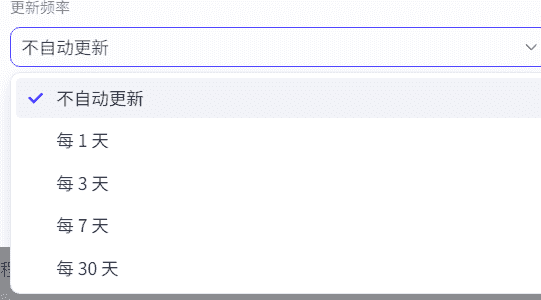 更新频率
不自动更新
不自动更新
每 1 天
每 3 天
每 7 天
每 30 天